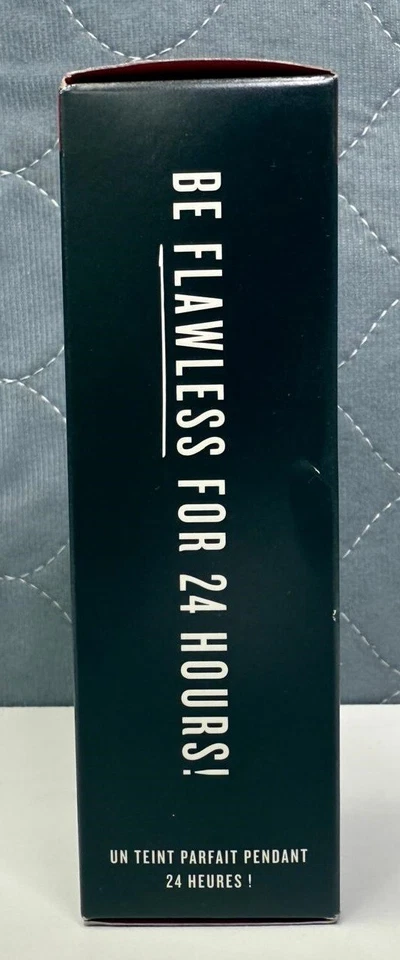 BE FLAWLESS FOR 24 HOURS!
UN TEINT PARFAIT PENDANT
24 HEURES !